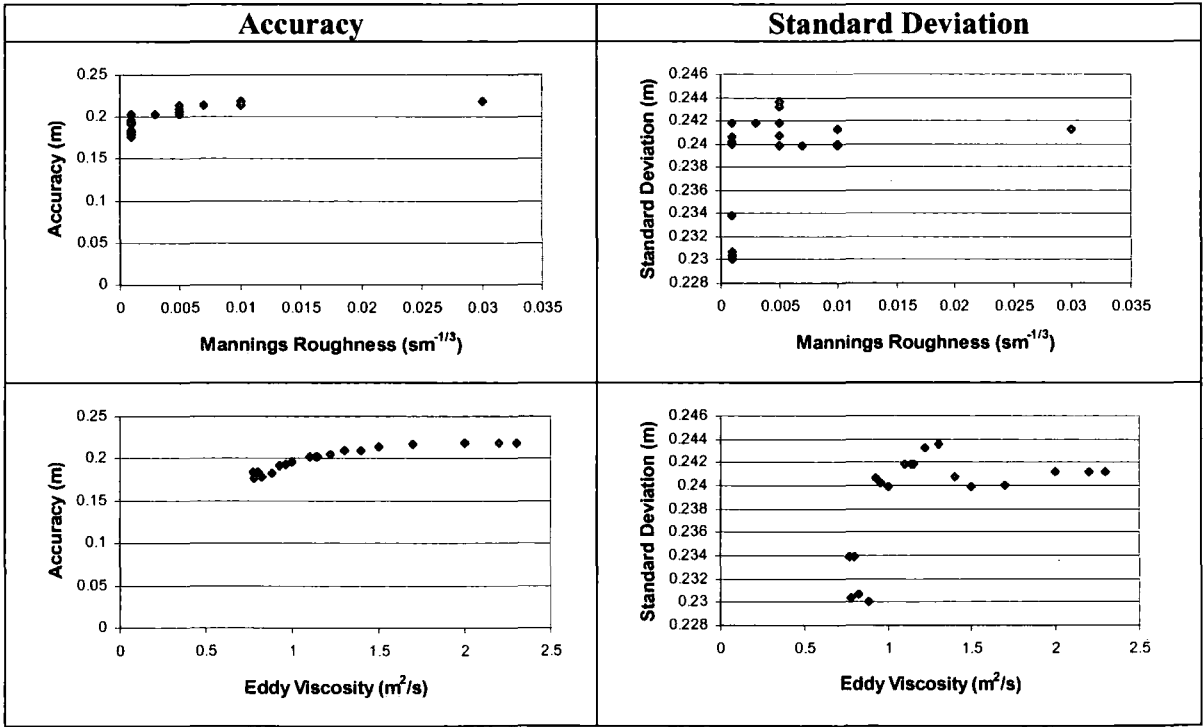 Accuracy
Standard Deviation
Accuracy (m)
0.25
0.2
0.15
0.1
0.05
0
0 0.005 0.01 0.015 0.02 0.025 0.03 0.035
Mannings Roughness (sm-1/3)
Standard Deviation (m)
0.246
0.244
0.242
0.24
0.238
0.236
0.234
0.232
0.23
0.228
0 0.005 0.01 0.015 0.02 0.025 0.03 0.035
Mannings Roughness (sm-1/3)
Accuracy (m)
0.25
0.2
0.15
0.1
0.05
0
0 0.5 1 1.5 2 2.5
Eddy Viscosity (m2/s)
Standard Deviation (m)
0.246
0.244
0.242
0.24
0.238
0.236
0.234
0.232
0.23
0.228
0 0.5 1 1.5 2 2.5
Eddy Viscosity (m2/s)